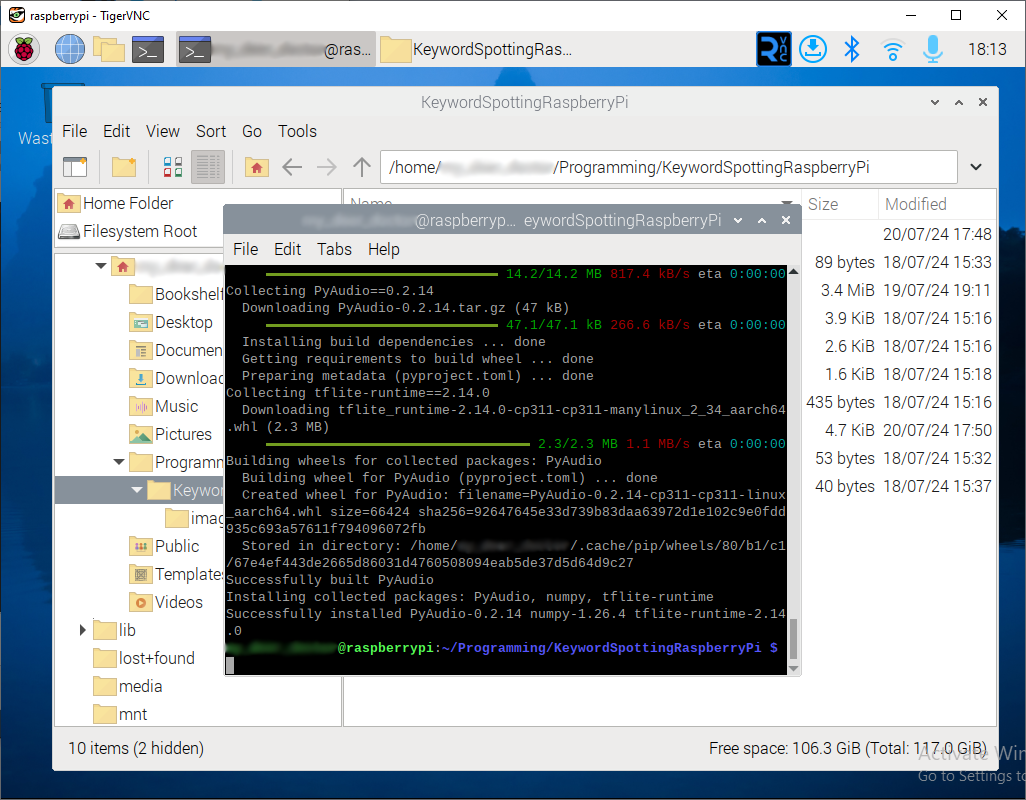 raspberrypi - TigerVNC
@ras...
KeywordSpottingRas...
18:13
Wast
KeywordSpottingRaspberryPi
File Edit View Sort Go Tools
/home/ /Programming/KeywordSpottingRaspberryPi
Home Folder
Filesystem Root
Name Size Modified
20/07/24 17:48
89 bytes 18/07/24 15:33
3.4 MiB 19/07/24 19:11
3.9 KiB 18/07/24 15:16
2.6 KiB 18/07/24 15:16
1.6 KiB 18/07/24 15:18
435 bytes 18/07/24 15:16
4.7 KiB 20/07/24 17:50
53 bytes 18/07/24 15:32
40 bytes 18/07/24 15:37
Bookshelf
Desktop
Documen
Download
Music
Pictures
Programm
Keywor
imag
Public
Templates
Videos
lib
lost+found
media
mnt
@raspberryp... eywordSpottingRaspberryPi
File Edit Tabs Help
14.2/14.2 MB 817.4 kB/s eta 0:00:00
Collecting PyAudio==0.2.14
Downloading PyAudio-0.2.14.tar.gz (47 kB)
47.1/47.1 kB 266.6 kB/s eta 0:00:00
Installing build dependencies ... done
Getting requirements to build wheel ... done
Preparing metadata (pyproject.toml) ... done
Collecting tflite-runtime==2.14.0
Downloading tflite_runtime-2.14.0-cp311-cp311-manylinux_2_34_aarch64
.whl (2.3 MB)
2.3/2.3 MB 1.1 MB/s eta 0:00:00
Building wheels for collected packages: PyAudio
Building wheel for PyAudio (pyproject.toml) ... done
Created wheel for PyAudio: filename=PyAudio-0.2.14-cp311-cp311-linux
_aarch64.whl size=66424 sha256=92647645e33d739b83daa63972d1e102c9e0fdd
935c693a57611f794096072fb
Stored in directory: /home/ /.cache/pip/wheels/80/b1/c1
/67e4ef443de2665d86031d4760508094eab5de37d5d64d9c27
Successfully built PyAudio
Installing collected packages: PyAudio, numpy, tflite-runtime
Successfully installed PyAudio-0.2.14 numpy-1.26.4 tflite-runtime-2.14
.0
@raspberrypi:~/Programming/KeywordSpottingRaspberryPi $
10 items (2 hidden)
Free space: 106.3 GiB (Total: 117.0 GiB)
Activate Win
Go to Settings to